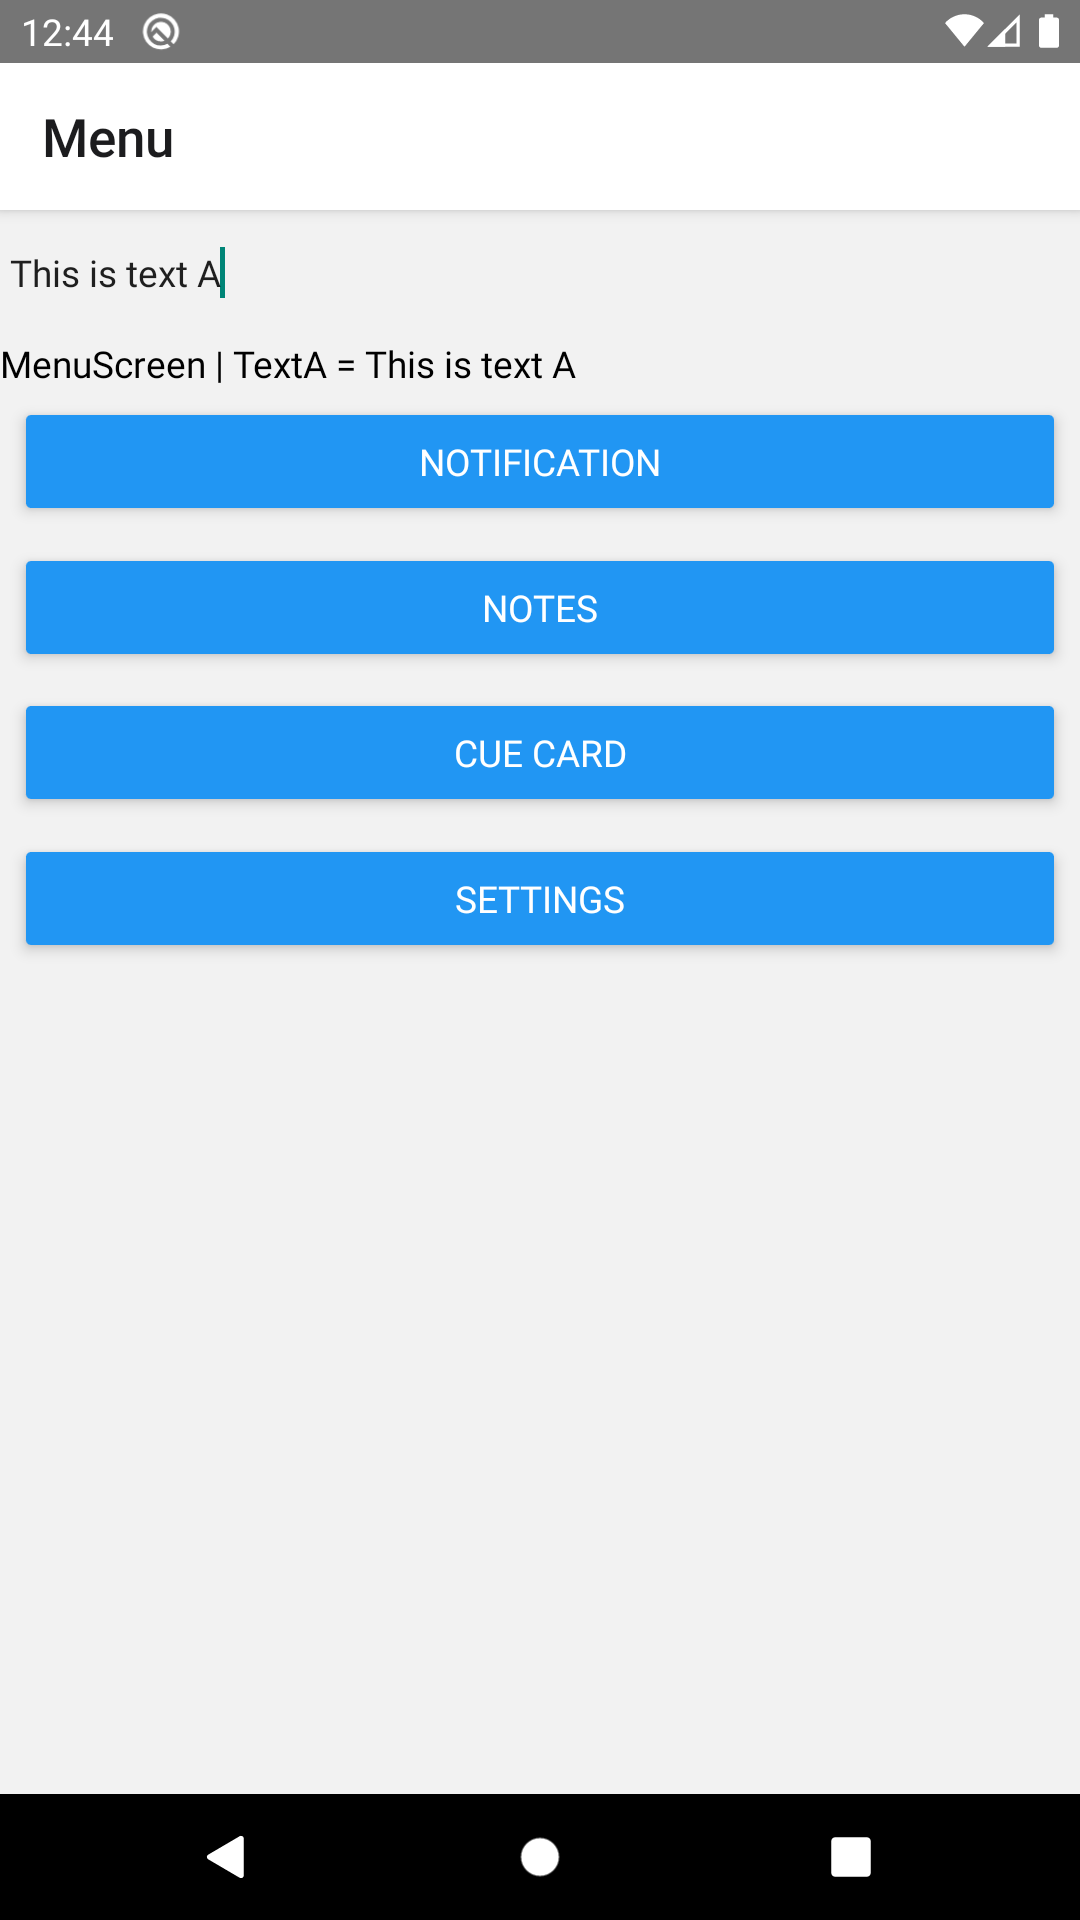 12:44
Menu
This is text A
MenuScreen | TextA = This is text A
NOTIFICATION
NOTES
CUE CARD
SETTINGS